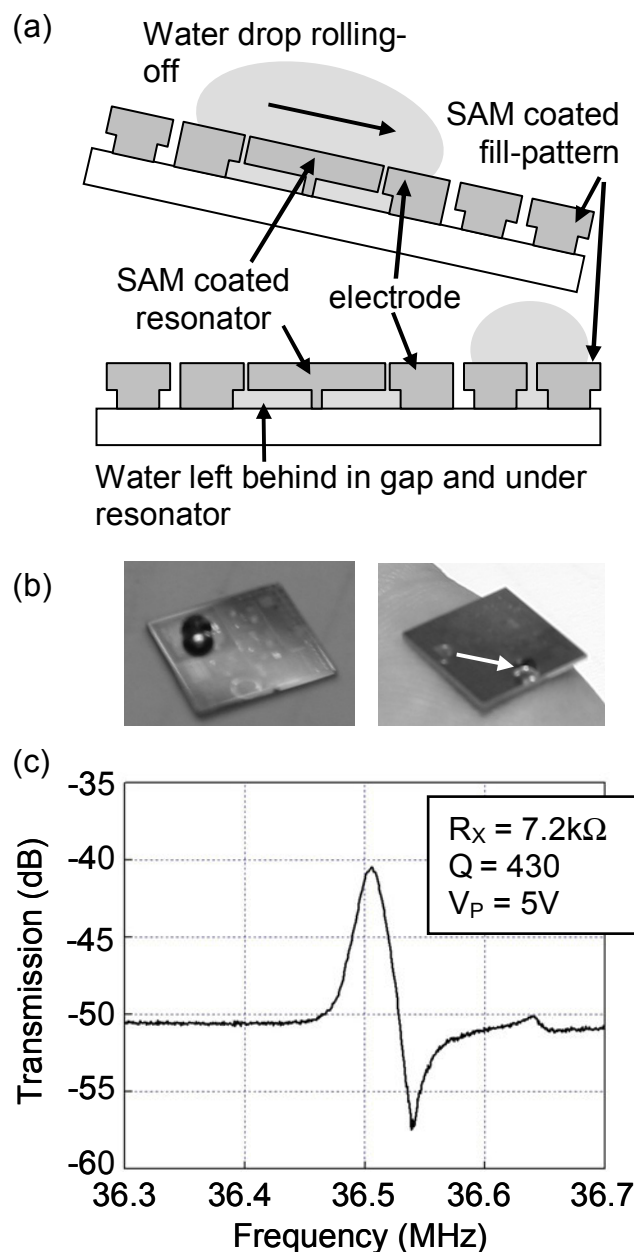 (a)
Water drop rolling-
off
SAM coated
fill-pattern
SAM coated
resonator
electrode
Water left behind in gap and under
resonator
(b)
(c)
-35
-40
-45
-50
-55
-60
Transmission (dB)
R_X = 7.2kΩ
Q = 430
V_P = 5V
36.3 36.4 36.5 36.6 36.7
Frequency (MHz)